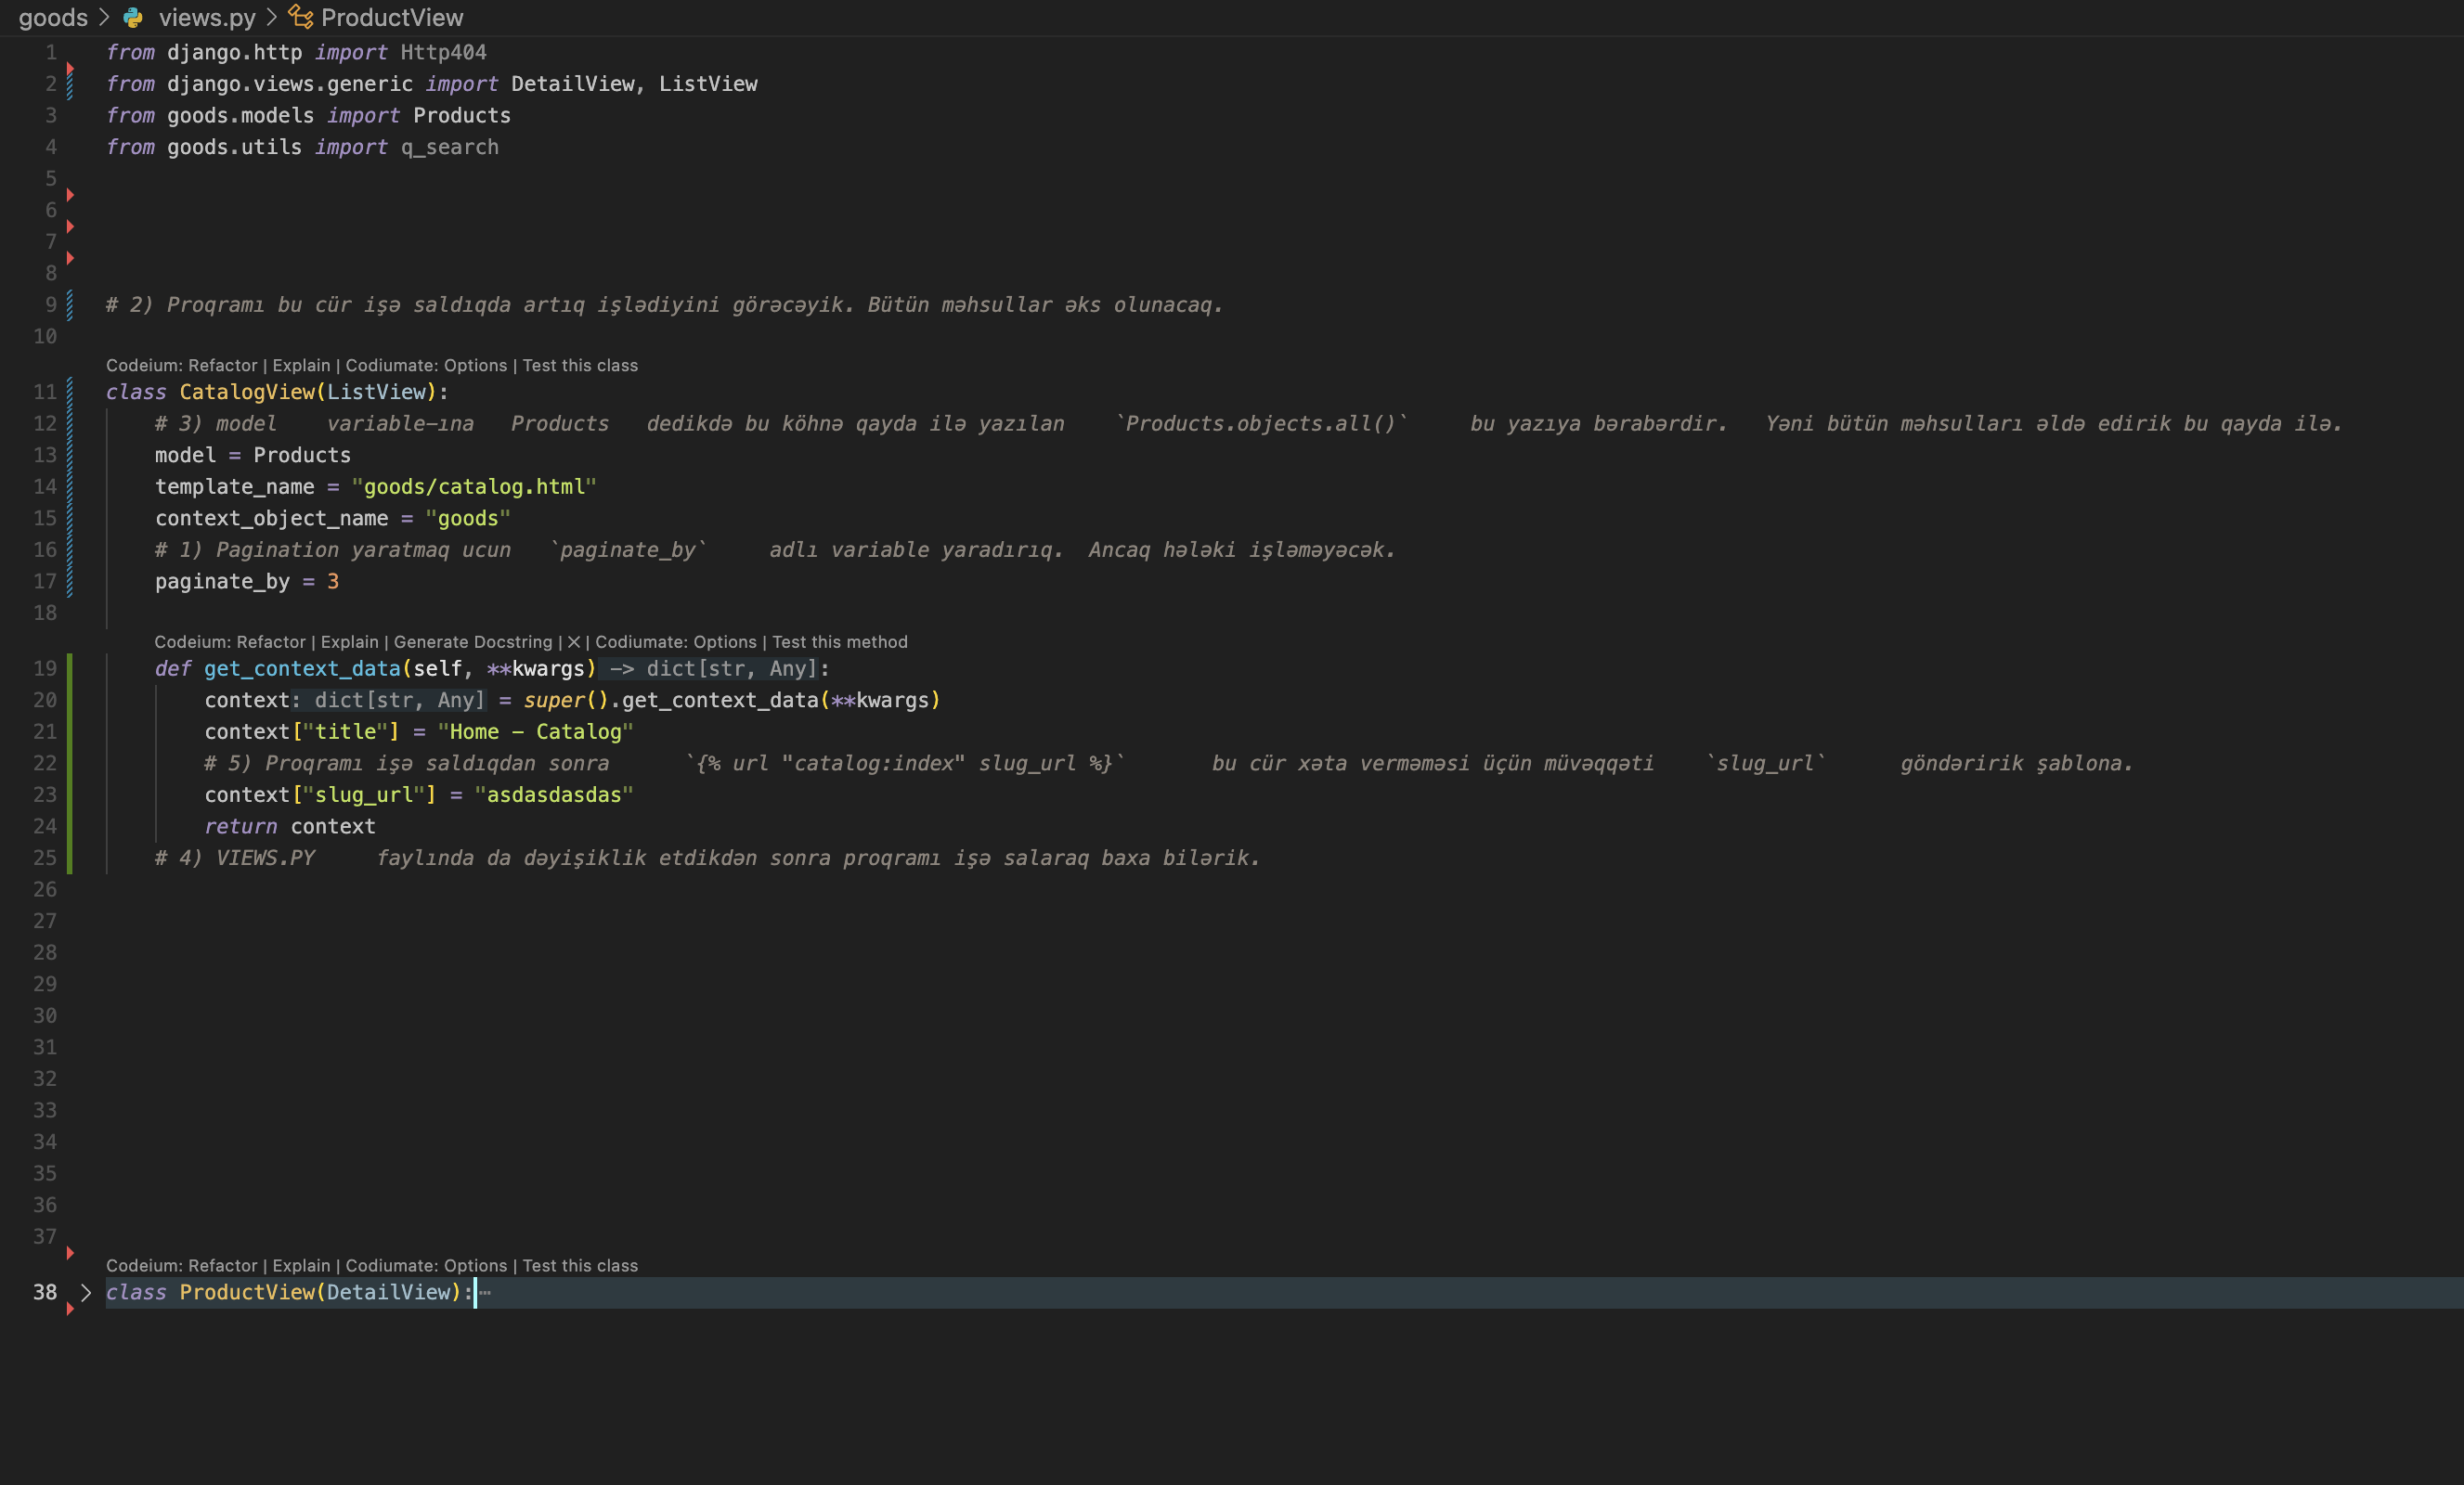 goods > views.py > ProductView
1 from django.http import Http404
2 from django.views.generic import DetailView, ListView
3 from goods.models import Products
4 from goods.utils import q_search
5
6
7
8
9 # 2) Proqramı bu cür işə saldıqda artıq işlədiyini görəcəyik. Bütün məhsullar əks olunacaq.
10
Codeium: Refactor | Explain | Codiumate: Options | Test this class
11 class CatalogView(ListView):
12 # 3) model variable-ına Products dedikdə bu köhnə qayda ilə yazılan `Products.objects.all()` bu yazıya bərabərdir. Yəni bütün məhsulları əldə edirik bu qayda ilə.
13 model = Products
14 template_name = "goods/catalog.html"
15 context_object_name = "goods"
16 # 1) Pagination yaratmaq ucun `paginate_by` adlı variable yaradırıq. Ancaq hələki işləməyəcək.
17 paginate_by = 3
18
Codeium: Refactor | Explain | Generate Docstring | X | Codiumate: Options | Test this method
19 def get_context_data(self, **kwargs) -> dict[str, Any]:
20 context: dict[str, Any] = super().get_context_data(**kwargs)
21 context["title"] = "Home - Catalog"
22 # 5) Proqramı işə saldıqdan sonra `{% url "catalog:index" slug_url %}` bu cür xəta verməməsi üçün müvəqqəti `slug_url` göndəririk şablona.
23 context["slug_url"] = "asdasdasdas"
24 return context
25 # 4) VIEWS.PY faylında da dəyişiklik etdikdən sonra proqramı işə salaraq baxa bilərik.
26
27
28
29
30
31
32
33
34
35
36
37
Codeium: Refactor | Explain | Codiumate: Options | Test this class
38 > class ProductView(DetailView):⋯